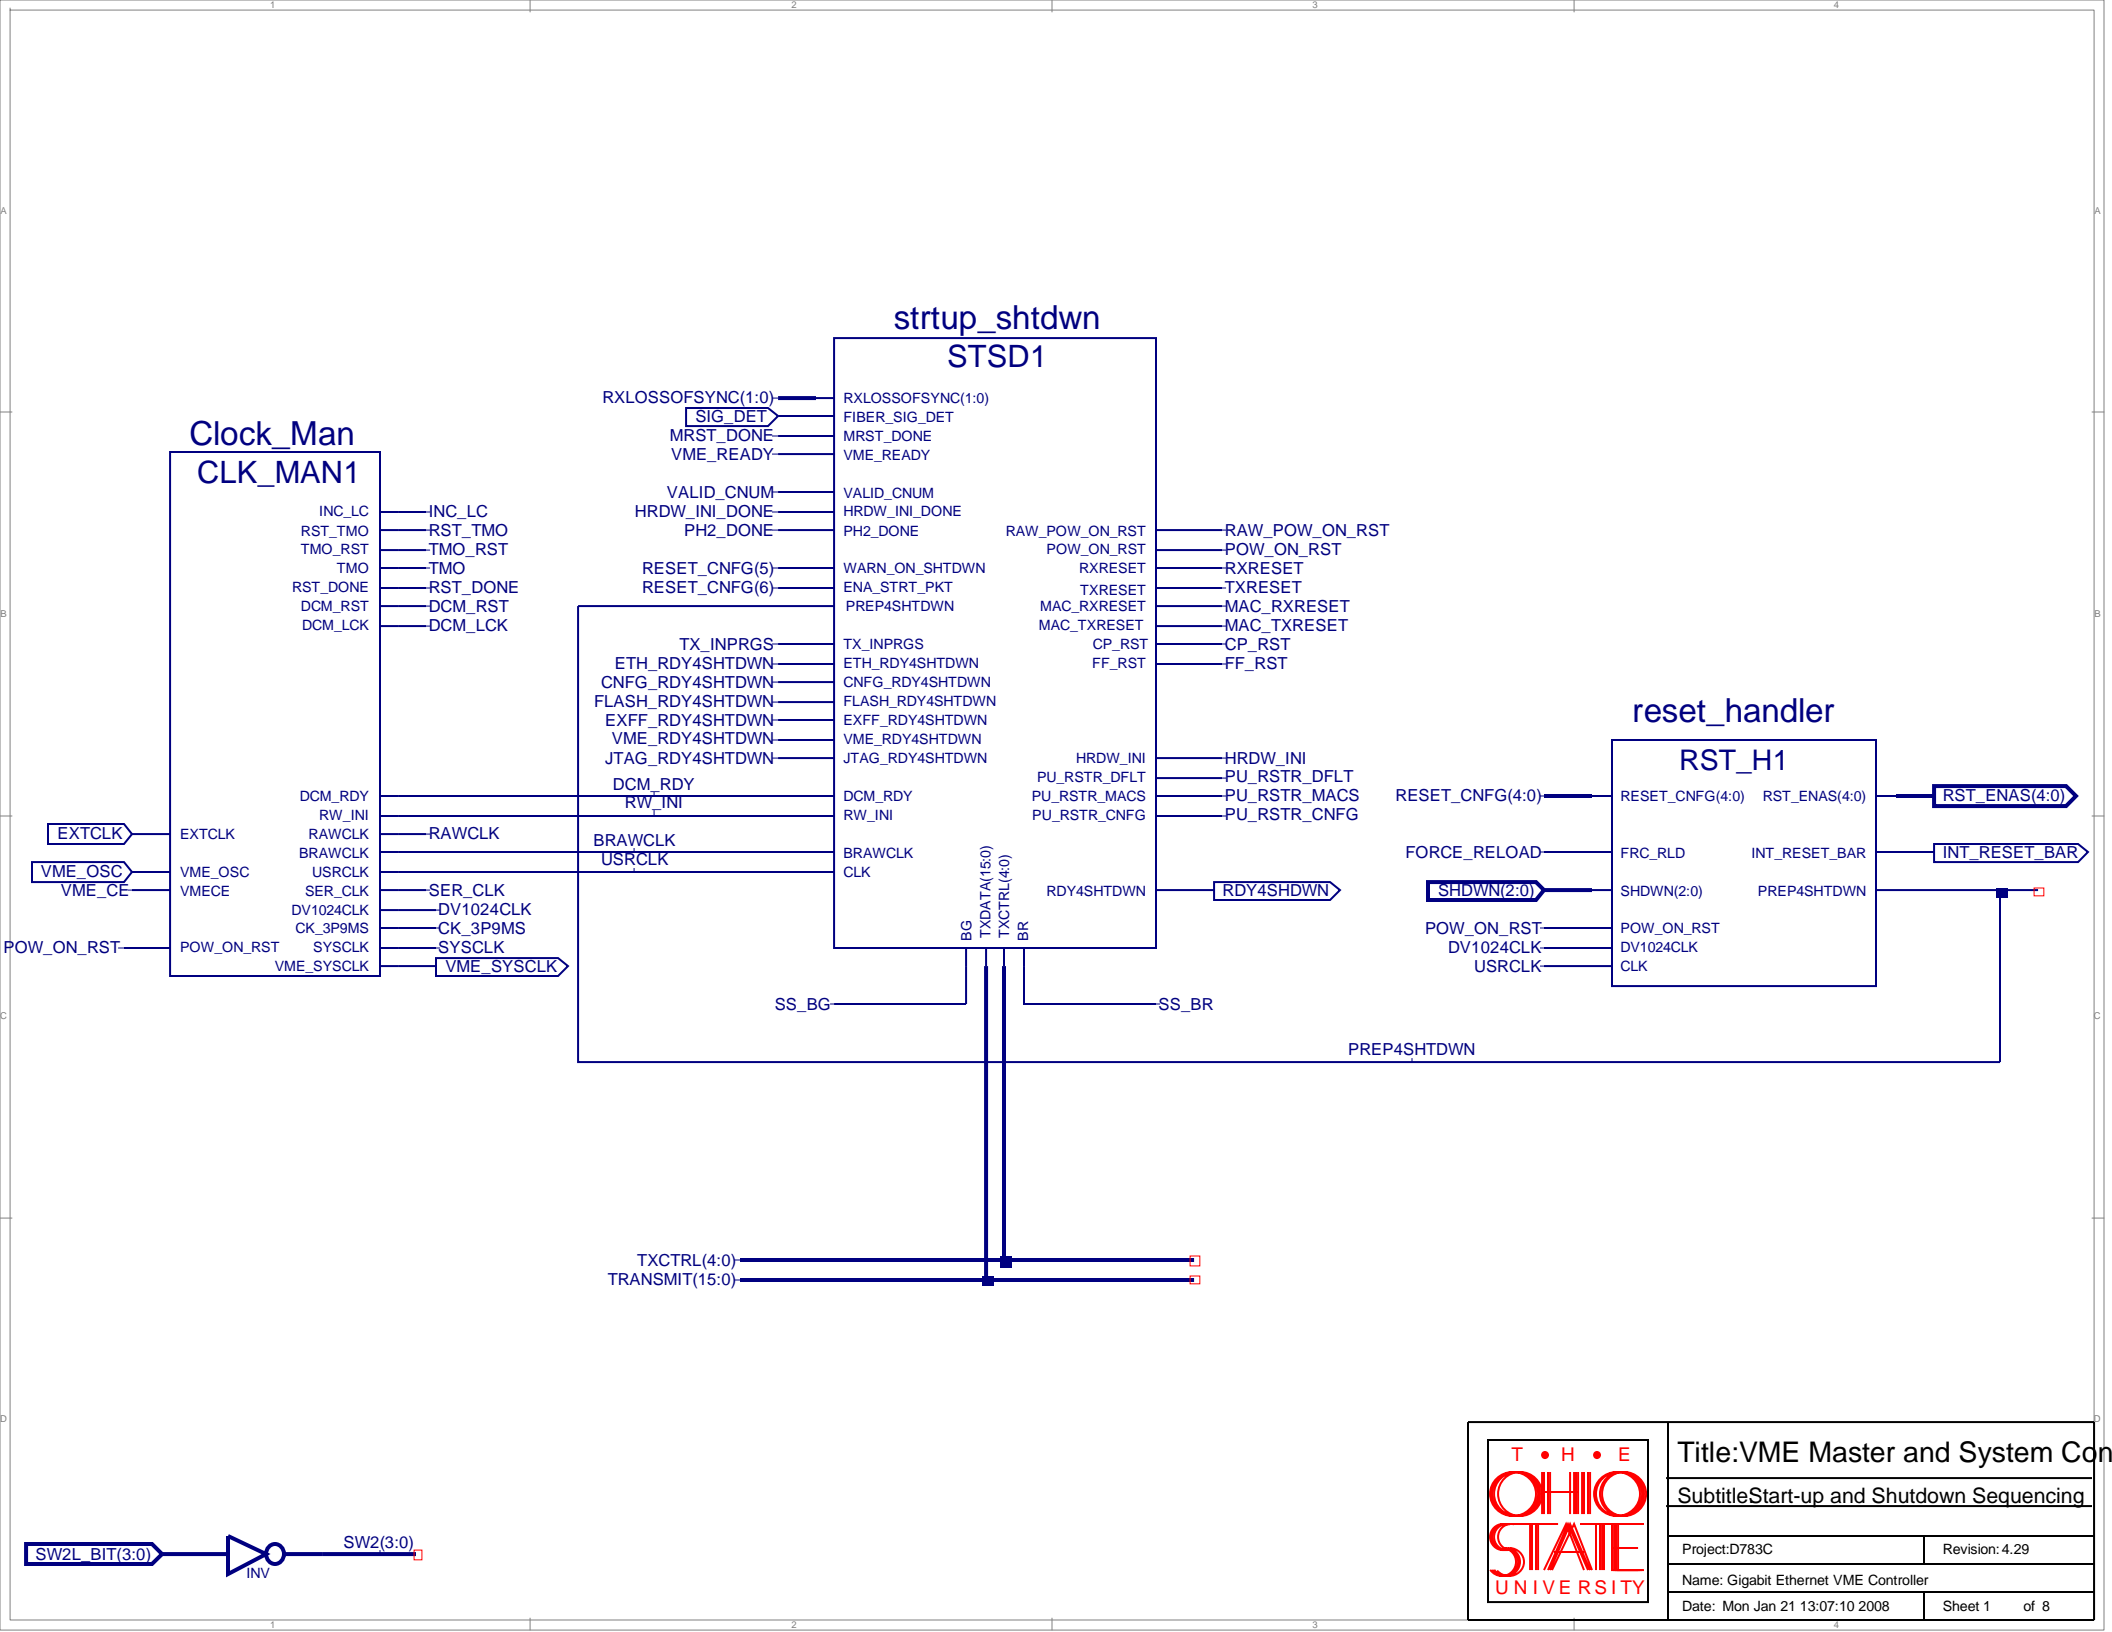 1 2 3 4
A A
strtup_shtdwn
STSD1
RXLOSSOFSYNC(1:0) RXLOSSOFSYNC(1:0)
SIG_DET FIBER_SIG_DET
MRST_DONE MRST_DONE
VME_READY VME_READY
VALID_CNUM VALID_CNUM
HRDW_INI_DONE HRDW_INI_DONE
PH2_DONE PH2_DONE
RESET_CNFG(5) WARN_ON_SHTDWN
RESET_CNFG(6) ENA_STRT_PKT
PREP4SHTDWN
TX_INPRGS TX_INPRGS
ETH_RDY4SHTDWN ETH_RDY4SHTDWN
CNFG_RDY4SHTDWN CNFG_RDY4SHTDWN
FLASH_RDY4SHTDWN FLASH_RDY4SHTDWN
EXFF_RDY4SHTDWN EXFF_RDY4SHTDWN
VME_RDY4SHTDWN VME_RDY4SHTDWN
JTAG_RDY4SHTDWN JTAG_RDY4SHTDWN
DCM_RDY DCM_RDY
RW_INI RW_INI
BRAWCLK BRAWCLK
USRCLK CLK
RAW_POW_ON_RST RAW_POW_ON_RST
POW_ON_RST POW_ON_RST
RXRESET RXRESET
TXRESET TXRESET
MAC_RXRESET MAC_RXRESET
MAC_TXRESET MAC_TXRESET
CP_RST CP_RST
FF_RST FF_RST
HRDW_INI HRDW_INI
PU_RSTR_DFLT PU_RSTR_DFLT
PU_RSTR_MACS PU_RSTR_MACS
PU_RSTR_CNFG PU_RSTR_CNFG
RDY4SHTDWN RDY4SHDWN
BG TXDATA(15:0) TXCTRL(4:0) BR
SS_BG SS_BR
Clock_Man
CLK_MAN1
INC_LC INC_LC
RST_TMO RST_TMO
TMO_RST TMO_RST
TMO TMO
RST_DONE RST_DONE
DCM_RST DCM_RST
DCM_LCK DCM_LCK
DCM_RDY
RW_INI
EXTCLK EXTCLK RAWCLK RAWCLK
BRAWCLK
VME_OSC VME_OSC USRCLK
VME_CE VMECE SER_CLK SER_CLK
DV1024CLK DV1024CLK
CK_3P9MS CK_3P9MS
POW_ON_RST POW_ON_RST SYSCLK SYSCLK
VME_SYSCLK VME_SYSCLK
B B
reset_handler
RST_H1
RESET_CNFG(4:0) RESET_CNFG(4:0) RST_ENAS(4:0) RST_ENAS(4:0)
FORCE_RELOAD FRC_RLD INT_RESET_BAR INT_RESET_BAR
SHDWN(2:0) SHDWN(2:0) PREP4SHTDWN
POW_ON_RST POW_ON_RST
DV1024CLK DV1024CLK
USRCLK CLK
C C
PREP4SHTDWN
TXCTRL(4:0)
TRANSMIT(15:0)
D D
SW2L_BIT(3:0) INV SW2(3:0)
T • H • E
OHIO
STATE
UNIVERSITY
Title:VME Master and System Con
SubtitleStart-up and Shutdown Sequencing
Project:D783C Revision: 4.29
Name: Gigabit Ethernet VME Controller
Date: Mon Jan 21 13:07:10 2008 Sheet 1 of 8
1 2 3 4